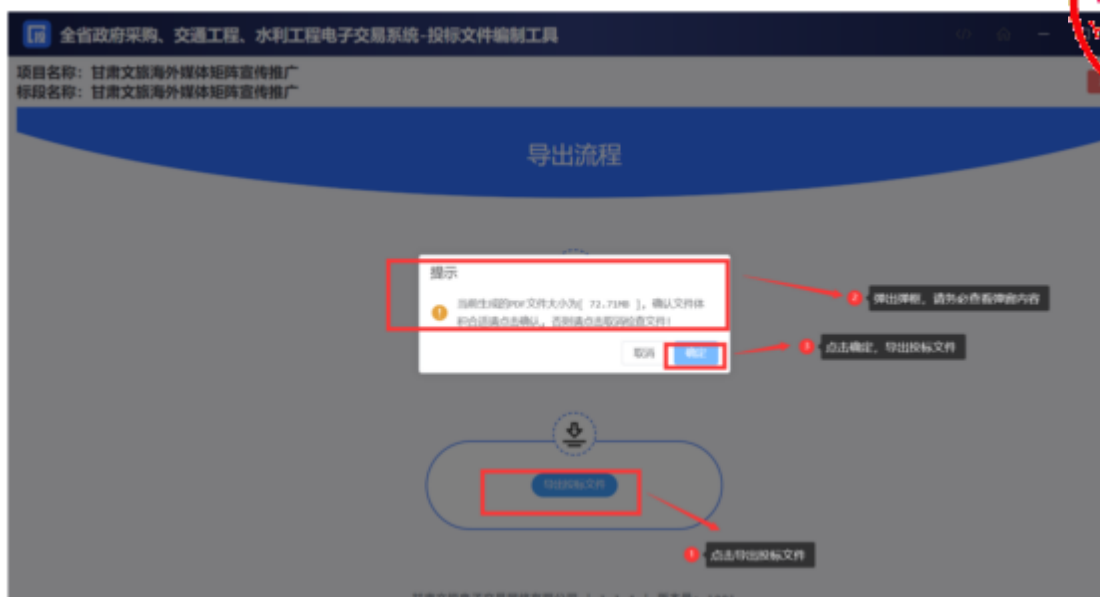 投 全省政府采购、交通工程、水利工程电子交易系统-投标文件编制工具
项目名称：甘肃文旅海外媒体矩阵宣传推广
标段名称：甘肃文旅海外媒体矩阵宣传推广
导出流程
提示
当前生成的PDF文件大小为[ 72.71MB ]，确认文件体
积合适请点击确认，否则请点击取消检查文件！
2 弹出弹框，请务必查看弹窗内容
取消 确定
3 点击确定，导出投标文件
导出投标文件
1 点击导出投标文件